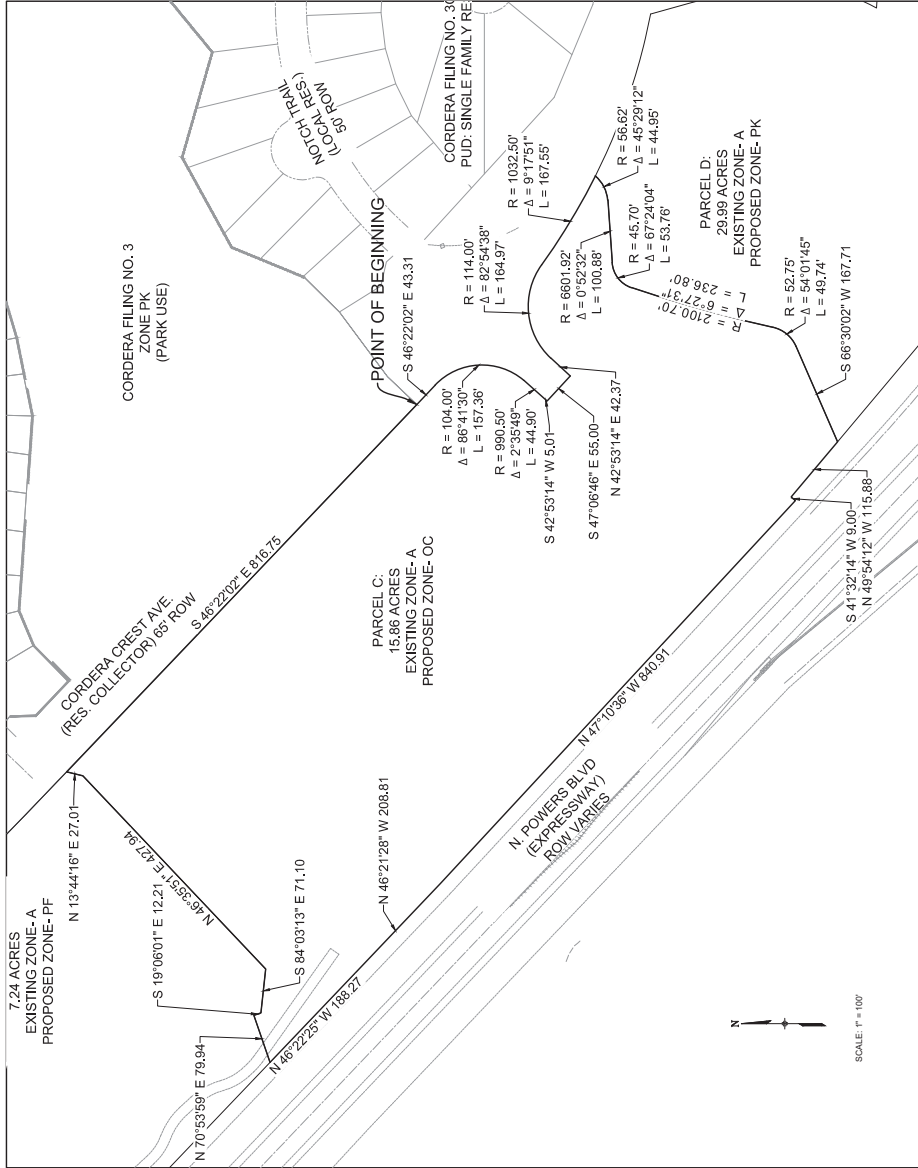 7.24 ACRES
EXISTING ZONE- A
PROPOSED ZONE- PF
N 13°44'16" E 27.01
CORDERA CREST AVE.
(RES. COLLECTOR) 65' ROW
S 46°22'02" E 816.75
CORDERA FILING NO. 3
ZONE PK
(PARK USE)
NOTCH TRAIL
(LOCAL RES.)
50' ROW
CORDERA FILING NO. 3
PUD: SINGLE FAMILY RE
POINT OF BEGINNING
S 46°22'02" E 43.31
R = 104.00'
Δ = 86°41'30"
L = 157.36'
R = 990.50'
Δ = 2°35'49"
L = 44.90'
S 42°53'14" W 5.01
S 47°06'46" E 55.00
N 42°53'14" E 42.37
R = 114.00'
Δ = 82°54'38"
L = 164.97'
R = 1032.50'
Δ = 9°17'51"
L = 167.55'
R = 56.62'
Δ = 45°29'12"
L = 44.95'
R = 6601.92'
Δ = 0°52'32"
L = 100.88'
R = 45.70'
Δ = 67°24'04"
L = 53.76'
R = 2100.70'
Δ = 6°27'31"
L = 236.80'
R = 52.75'
Δ = 54°01'45"
L = 49.74'
S 66°30'02" W 167.71
PARCEL D:
29.99 ACRES
EXISTING ZONE- A
PROPOSED ZONE- PK
PARCEL C:
15.86 ACRES
EXISTING ZONE- A
PROPOSED ZONE- OC
N 46°35'51" E 427.94
S 19°06'01" E 12.21
S 84°03'13" E 71.10
N 70°53'59" E 79.94
N 46°22'25" W 188.27
N 46°21'28" W 208.81
N 47°10'36" W 840.91
S 41°32'14" W 9.00
N 49°54'12" W 115.88
N. POWERS BLVD
(EXPRESSWAY)
ROW VARIES
N
SCALE: 1" = 100'